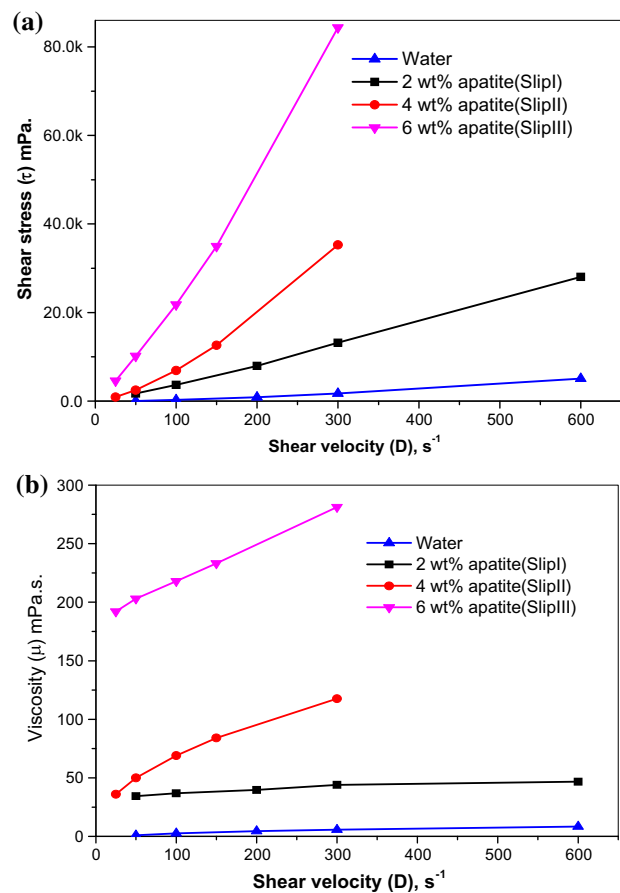 (a)
80.0k
60.0k
40.0k
20.0k
0.0
Shear stress (τ) mPa.
Water
2 wt% apatite(SlipI)
4 wt% apatite(SlipII)
6 wt% apatite(SlipIII)
0 100 200 300 400 500 600
Shear velocity (D), s-1
(b)
300
250
200
150
100
50
0
Viscosity (μ) mPa.s.
Water
2 wt% apatite(SlipI)
4 wt% apatite(SlipII)
6 wt% apatite(SlipIII)
0 100 200 300 400 500 600
Shear velocity (D), s-1